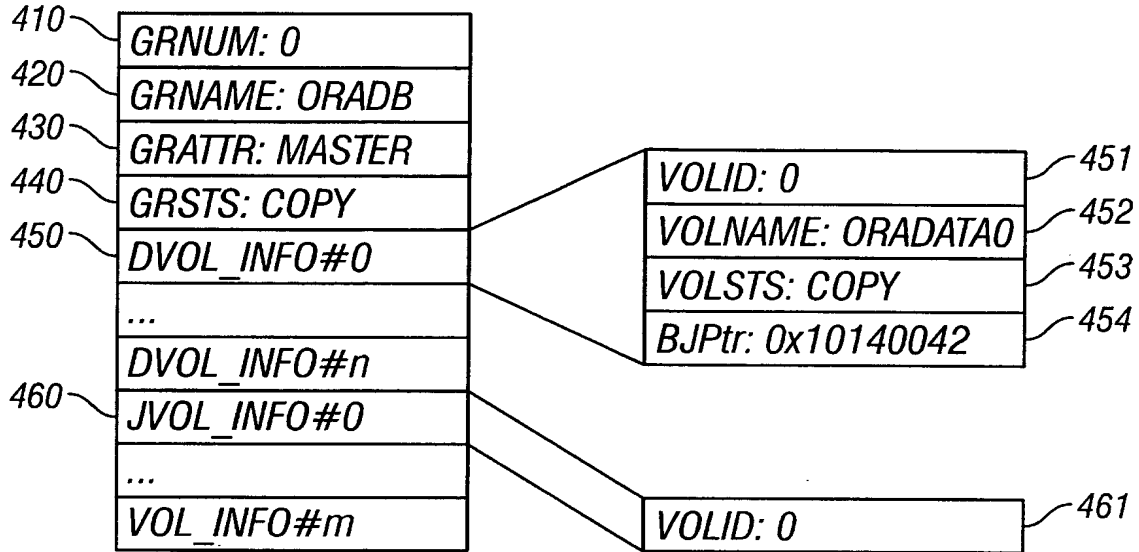 410
GRNUM: 0
420
GRNAME: ORADB
430
GRATTR: MASTER
440
GRSTS: COPY
450
DVOL_INFO#0
...
DVOL_INFO#n
460
JVOL_INFO#0
...
VOL_INFO#m
VOLID: 0
451
VOLNAME: ORADATA0
452
VOLSTS: COPY
453
BJPtr: 0x10140042
454
VOLID: 0
461